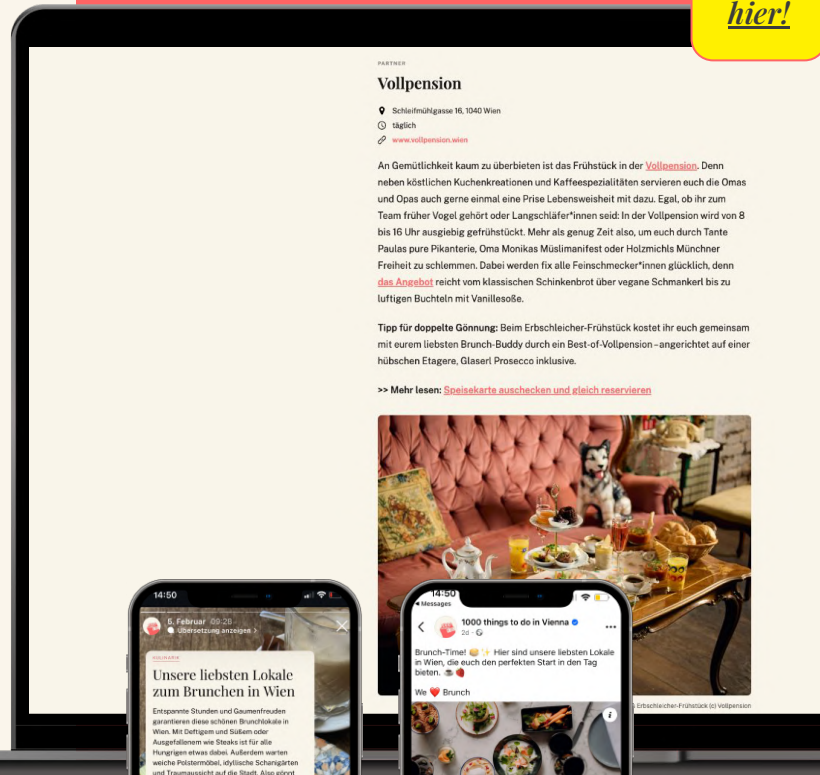 hier!
PARTNER
Vollpension
Schleifmühlgasse 16, 1040 Wien
täglich
www.vollpension.wien
An Gemütlichkeit kaum zu überbieten ist das Frühstück in der Vollpension. Denn
neben köstlichen Kuchenkreationen und Kaffeespezialitäten servieren euch die Omas
und Opas auch gerne einmal eine Prise Lebensweisheit mit dazu. Egal, ob ihr zum
Team früher Vogel gehört oder Langschläfer*innen seid: In der Vollpension wird von 8
bis 16 Uhr ausgiebig gefrühstückt. Mehr als genug Zeit also, um euch durch Tante
Paulas pure Pikanterie, Oma Monikas Müslimanifest oder Holzmichls Münchner
Freiheit zu schlemmen. Dabei werden fix alle Feinschmecker*innen glücklich, denn
das Angebot reicht vom klassischen Schinkenbrot über vegane Schmankerl bis zu
luftigen Buchteln mit Vanillesoße.
Tipp für doppelte Gönnung: Beim Erbschleicher-Frühstück kostet ihr euch gemeinsam
mit eurem liebsten Brunch-Buddy durch ein Best-of-Vollpension – angerichtet auf einer
hübschen Etagere, Glaserl Prosecco inklusive.
>> Mehr lesen: Speisekarte auschecken und gleich reservieren
Erbschleicher-Frühstück (c) Vollpension
14:50
6. Februar 09:28
Übersetzung anzeigen >
KULINARIK
Unsere liebsten Lokale
zum Brunchen in Wien
Entspannte Stunden und Gaumenfreuden
garantieren diese schönen Brunchlokale in
Wien. Mit Deftigem und Süßem oder
Ausgefallenem wie Steaks ist für alle
Hungrigen etwas dabei. Außerdem warten
weiche Polstermöbel, idyllische Schanigärten
und Traumaussicht auf die Stadt. Also gönnt
14:50
Messages
1000 things to do in Vienna
2d
Brunch-Time! 🥪✨ Hier sind unsere liebsten Lokale
in Wien, die euch den perfekten Start in den Tag
bieten. ☕🍓
We ❤️ Brunch